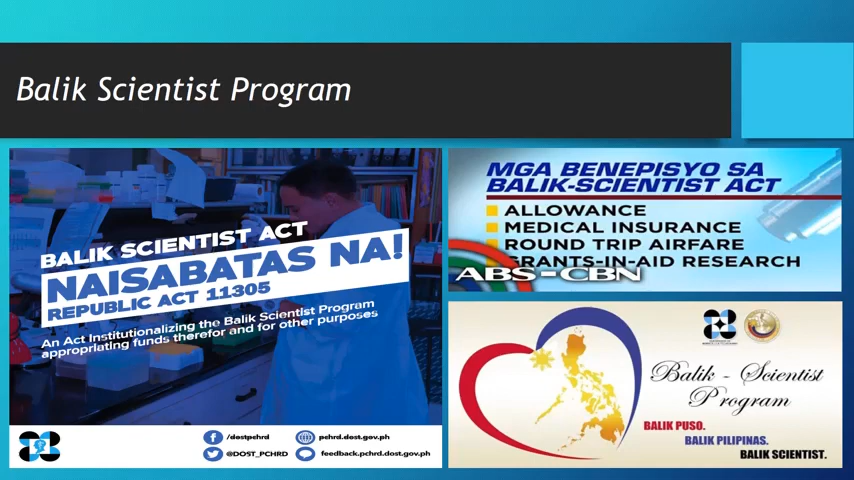 Balik Scientist Program
BALIK SCIENTIST ACT
NAISABATAS NA!
REPUBLIC ACT 11305
An Act Institutionalizing the Balik Scientist Program
appropriating funds therefor and for other purposes
/dostpchrd
pchrd.dost.gov.ph
@DOST_PCHRD
feedback.pchrd.dost.gov.ph
MGA BENEPISYO SA
BALIK-SCIENTIST ACT
ALLOWANCE
MEDICAL INSURANCE
ROUND TRIP AIRFARE
GRANTS-IN-AID RESEARCH
ABS-CBN
Balik - Scientist
Program
BALIK PUSO.
BALIK PILIPINAS.
BALIK SCIENTIST.